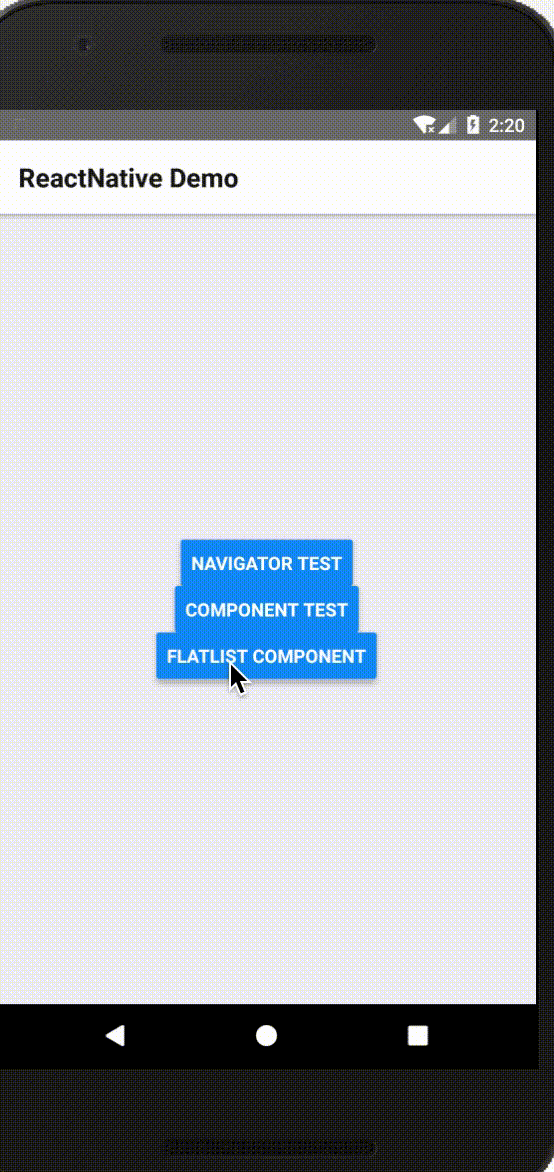 2:20
ReactNative Demo
NAVIGATOR TEST
COMPONENT TEST
FLATLIST COMPONENT